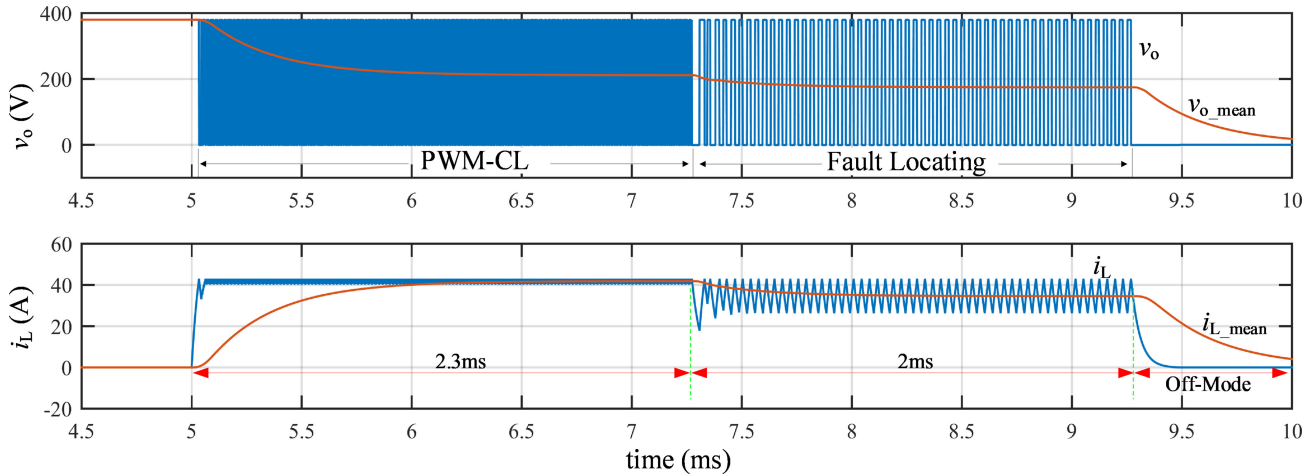 400
200
0
v_o (V)
v_o
v_o_mean
PWM-CL
Fault Locating
4.5 5 5.5 6 6.5 7 7.5 8 8.5 9 9.5 10
60
40
20
0
-20
i_L (A)
i_L
i_L_mean
2.3ms
2ms
Off-Mode
4.5 5 5.5 6 6.5 7 7.5 8 8.5 9 9.5 10
time (ms)